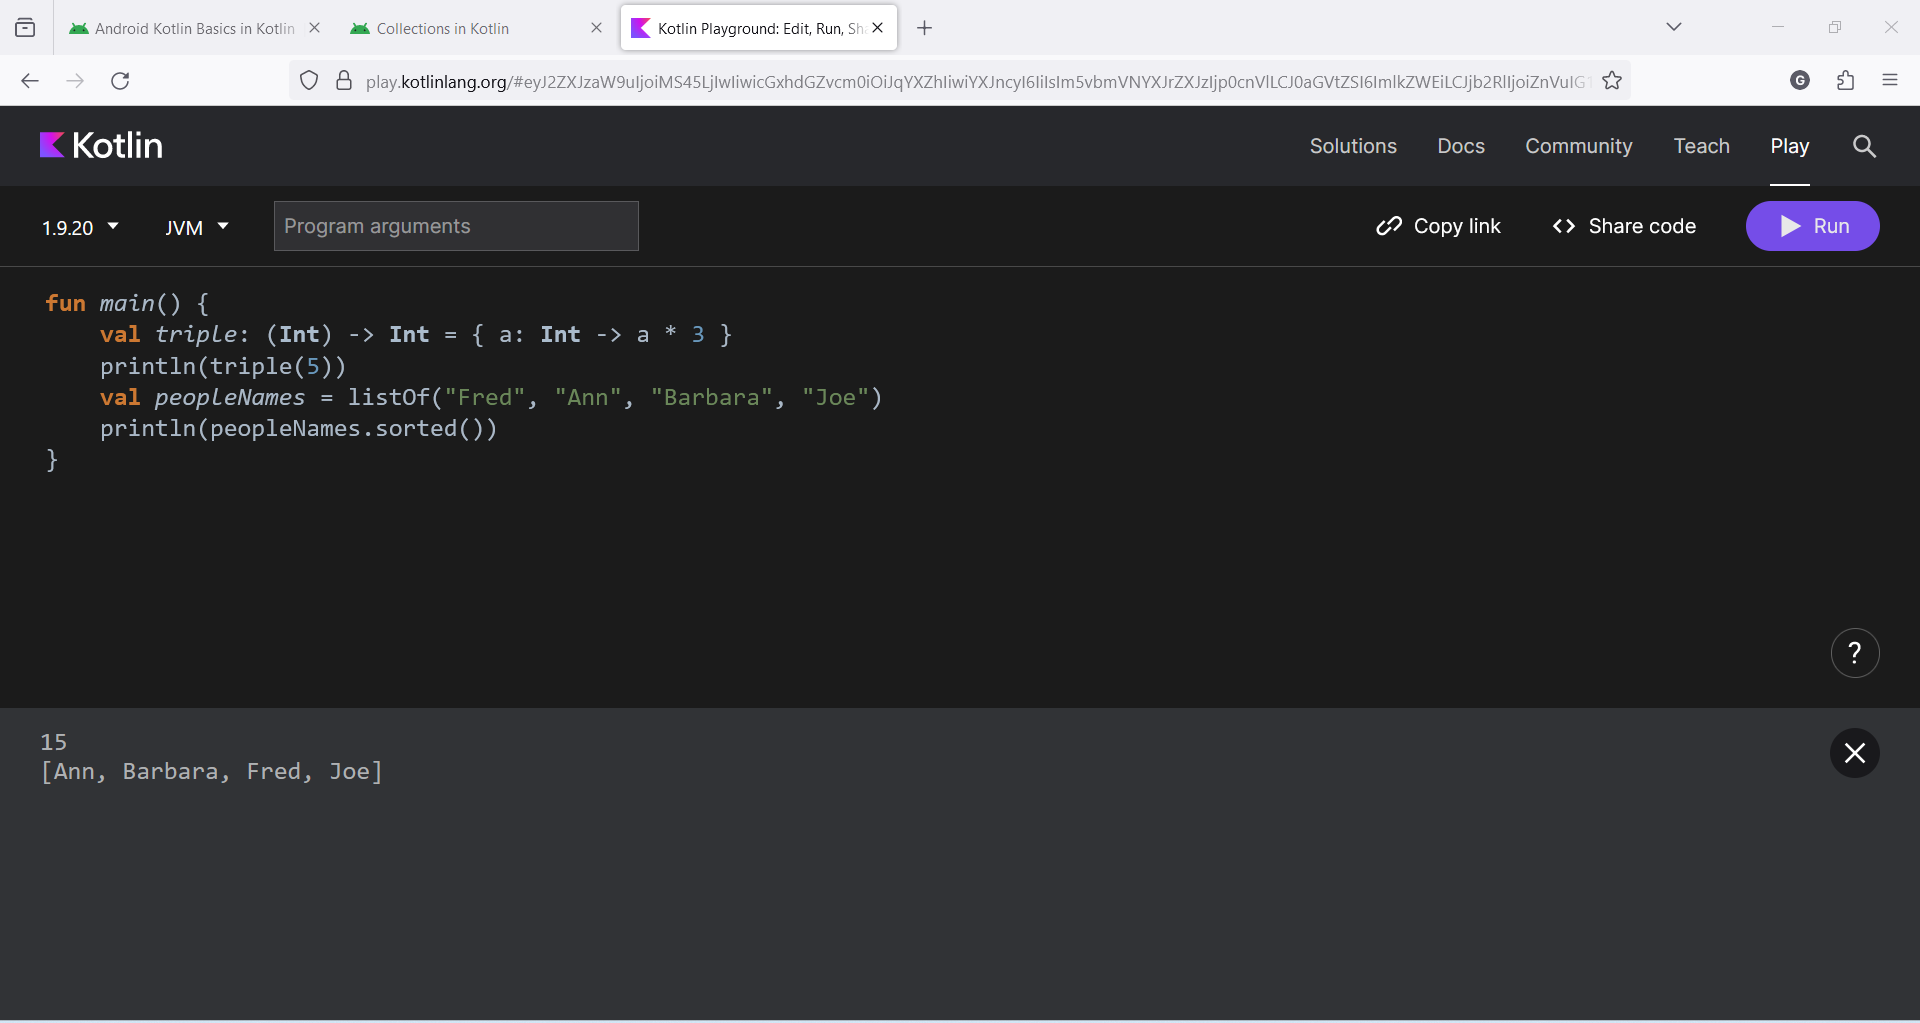 Android Kotlin Basics in Kotlin
Collections in Kotlin
Kotlin Playground: Edit, Run, Sha
play.kotlinlang.org/
Kotlin
Solutions
Docs
Community
Teach
Play
1.9.20
JVM
Program arguments
Copy link
Share code
Run
fun main() {
    val triple: (Int) -> Int = { a: Int -> a * 3 }
    println(triple(5))
    val peopleNames = listOf("Fred", "Ann", "Barbara", "Joe")
    println(peopleNames.sorted())
}
?
15
[Ann, Barbara, Fred, Joe]